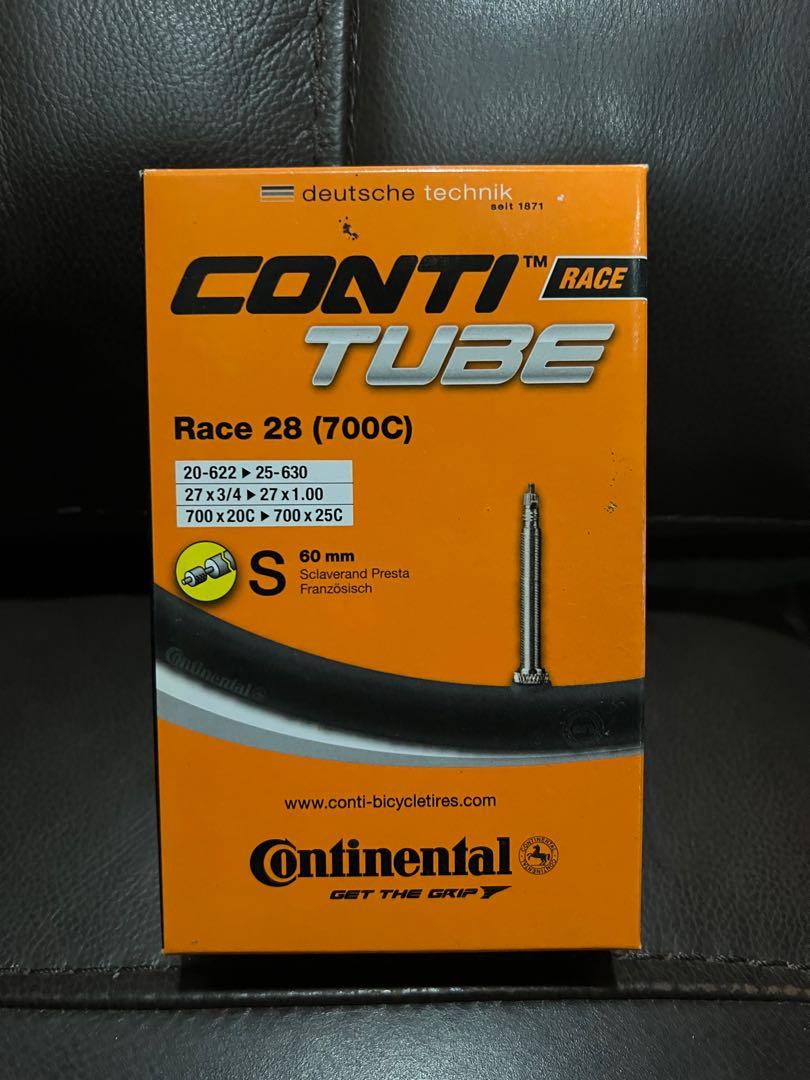 deutsche technik
seit 1871
CONTI™ RACE
TUBE
Race 28 (700C)
20-622 ▶ 25-630
27 x 3/4 ▶ 27 x 1.00
700 x 20C ▶ 700 x 25C
S 60 mm
Sclaverand Presta
Französisch
Continental
www.conti-bicycletires.com
Continental
GET THE GRIP
CONTINENTAL
CONTINENTAL